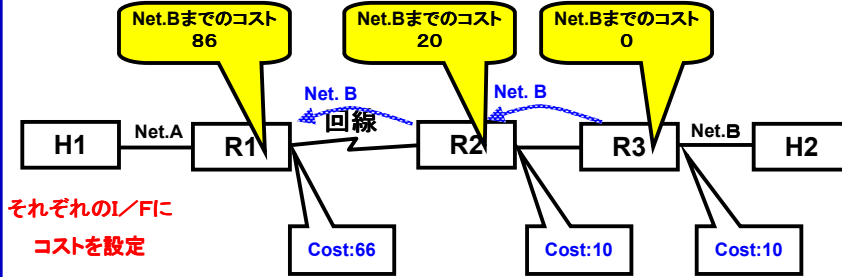 Net.Bまでのコスト
86
Net.Bまでのコスト
20
Net.Bまでのコスト
0
Net. B
Net. B
回線
H1
Net.A
R1
R2
R3
Net.B
H2
それぞれのI/Fに
コストを設定
Cost:66
Cost:10
Cost:10